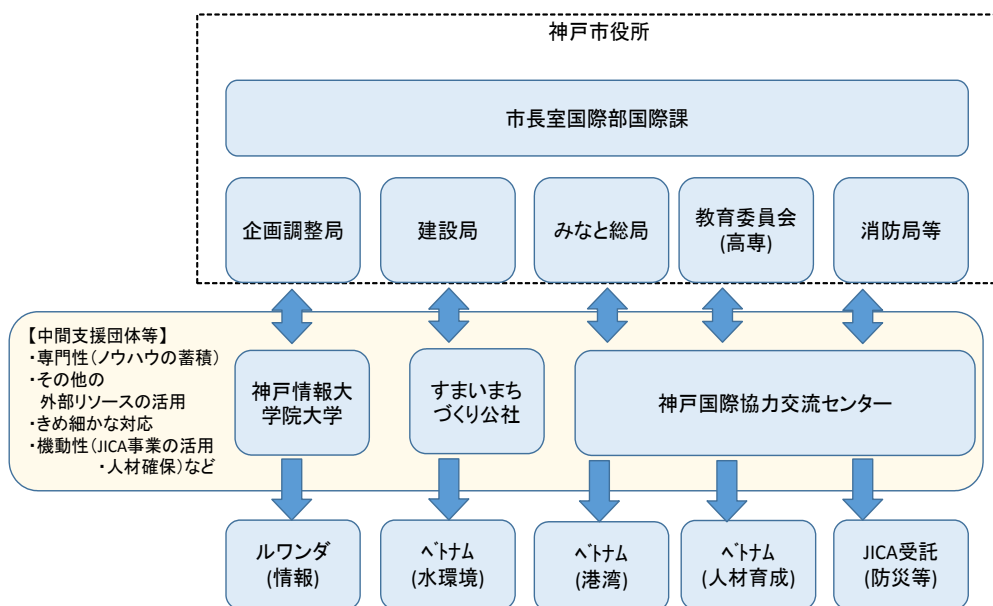 神戸市役所
市長室国際部国際課
企画調整局
建設局
みなと総局
教育委員会
(高専)
消防局等
【中間支援団体等】
・専門性(ノウハウの蓄積)
・その他の
外部リソースの活用
・きめ細かな対応
・機動性(JICA事業の活用
・人材確保)など
神戸情報大
学院大学
すまいまち
づくり公社
神戸国際協力交流センター
ルワンダ
(情報)
ベトナム
(水環境)
ベトナム
(港湾)
ベトナム
(人材育成)
JICA受託
(防災等)